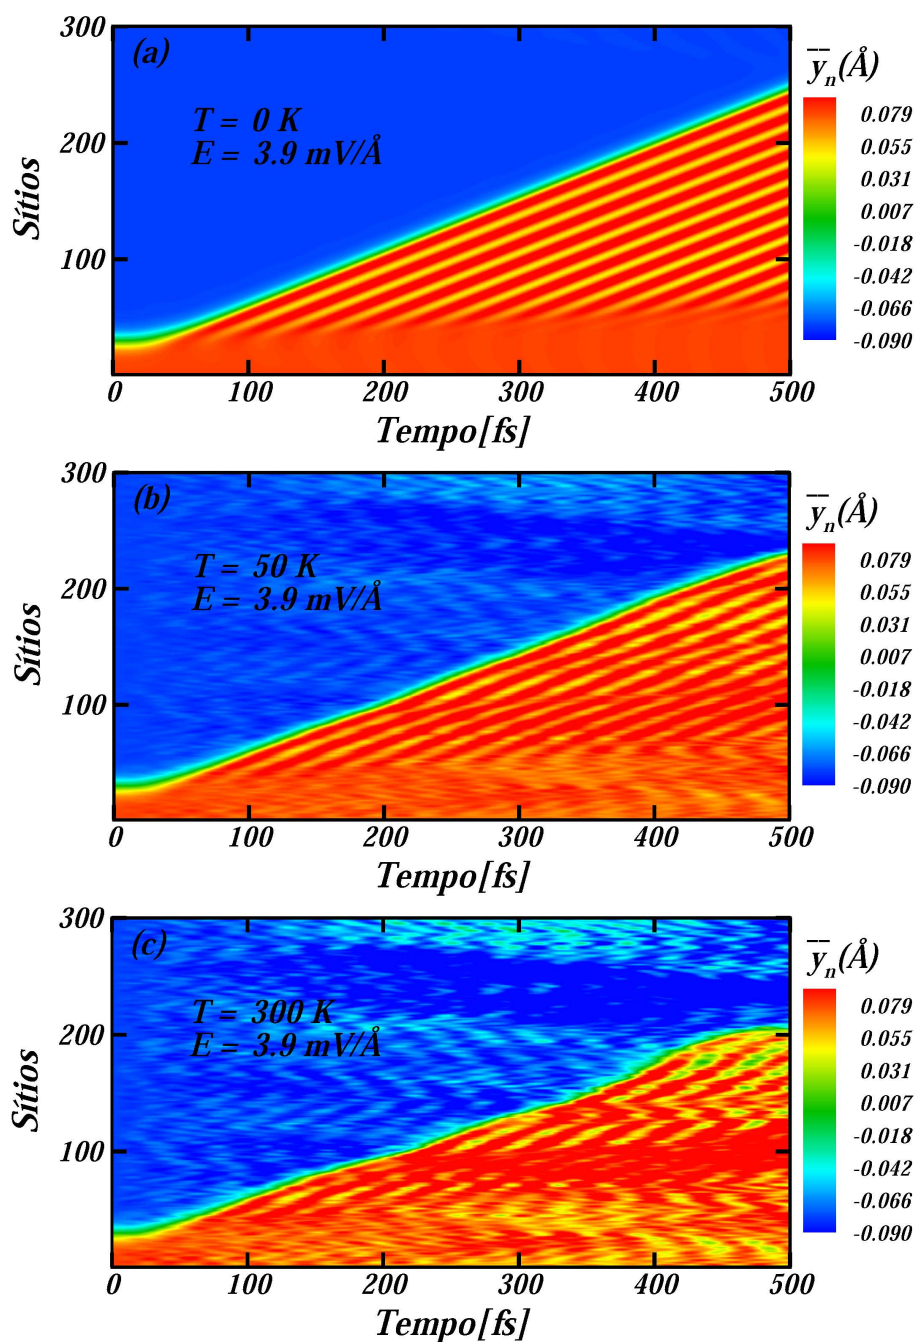 300
(a)
y̅ₙ(Å)
T = 0 K
E = 3.9 mV/Å
200
100
Sítios
0.079
0.055
0.031
0.007
-0.018
-0.042
-0.066
-0.090
0 100 200 300 400 500
Tempo[fs]
300
(b)
y̅ₙ(Å)
T = 50 K
E = 3.9 mV/Å
200
100
Sítios
0.079
0.055
0.031
0.007
-0.018
-0.042
-0.066
-0.090
0 100 200 300 400 500
Tempo[fs]
300
(c)
y̅ₙ(Å)
T = 300 K
E = 3.9 mV/Å
200
100
Sítios
0.079
0.055
0.031
0.007
-0.018
-0.042
-0.066
-0.090
0 100 200 300 400 500
Tempo[fs]